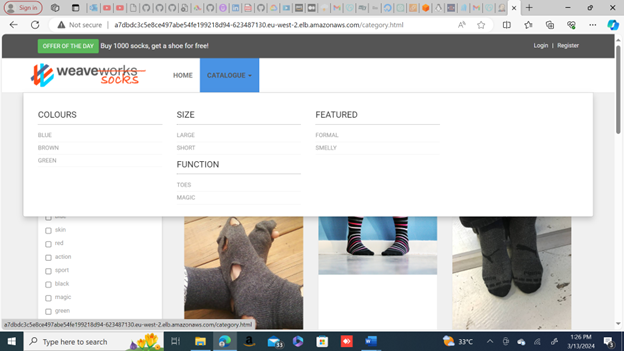 Sign in
Not secure
a7dbdc3c5e8ce497abe54fe199218d94-623487130.eu-west-2.elb.amazonaws.com/category.html
OFFER OF THE DAY Buy 1000 socks, get a shoe for free!
Login | Register
weaveworks
socks
HOME
CATALOGUE
COLOURS
BLUE
BROWN
GREEN
SIZE
LARGE
SHORT
FUNCTION
TOES
MAGIC
FEATURED
FORMAL
SMELLY
skin
red
action
sport
black
magic
green
a7dbdc3c5e8ce497abe54fe199218d94-623487130.eu-west-2.elb.amazonaws.com/category.html
Type here to search
33°C
1:26 PM
3/13/2024